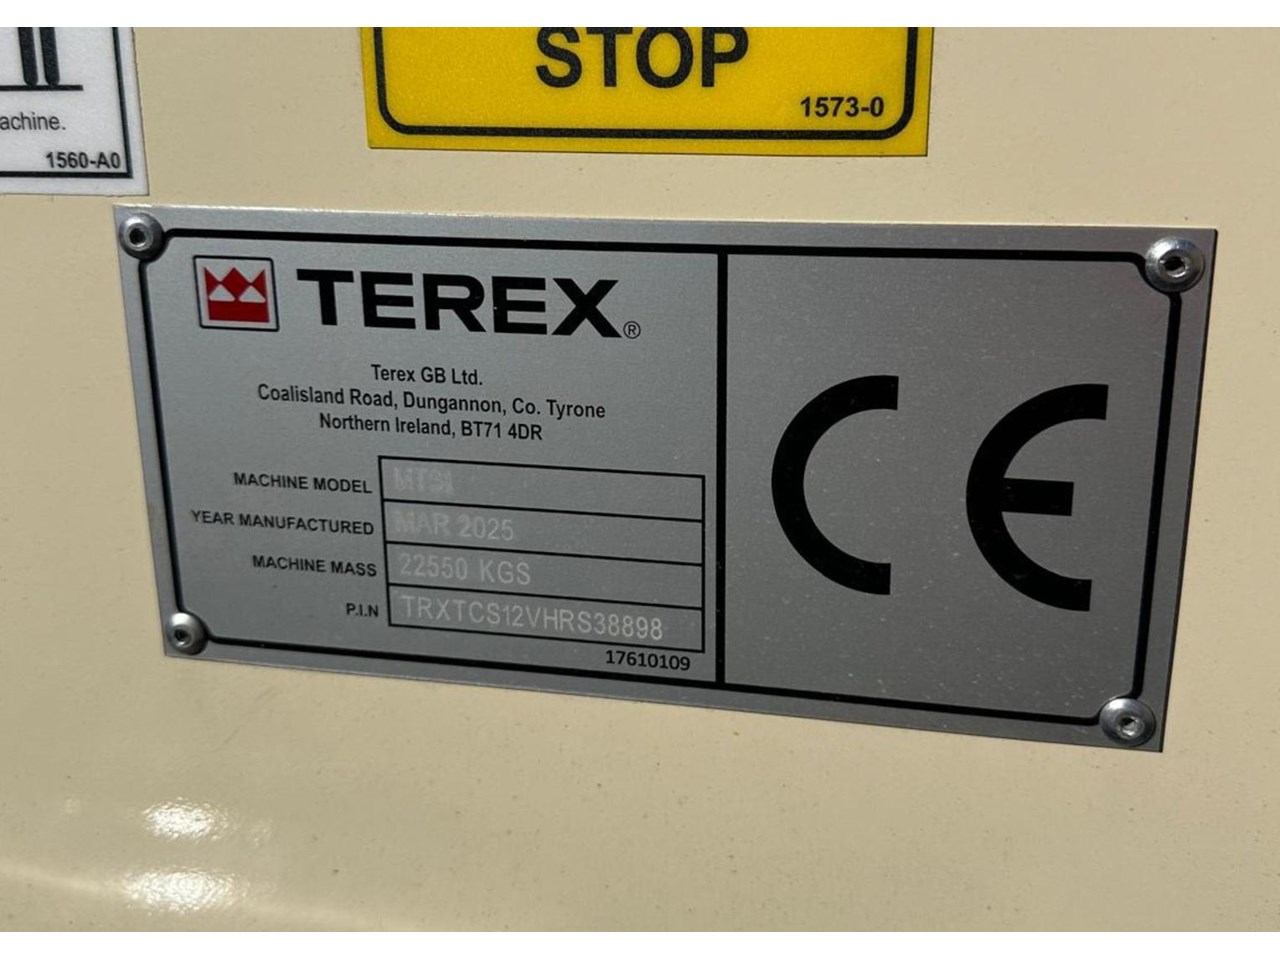 STOP
1573-0
achine.
1560-A0
TEREX®
Terex GB Ltd.
Coalisland Road, Dungannon, Co. Tyrone
Northern Ireland, BT71 4DR
MACHINE MODEL
YEAR MANUFACTURED MAR 2025
MACHINE MASS 22550 KGS
P.I.N TRXTCS12VHRS38898
17610109
CE